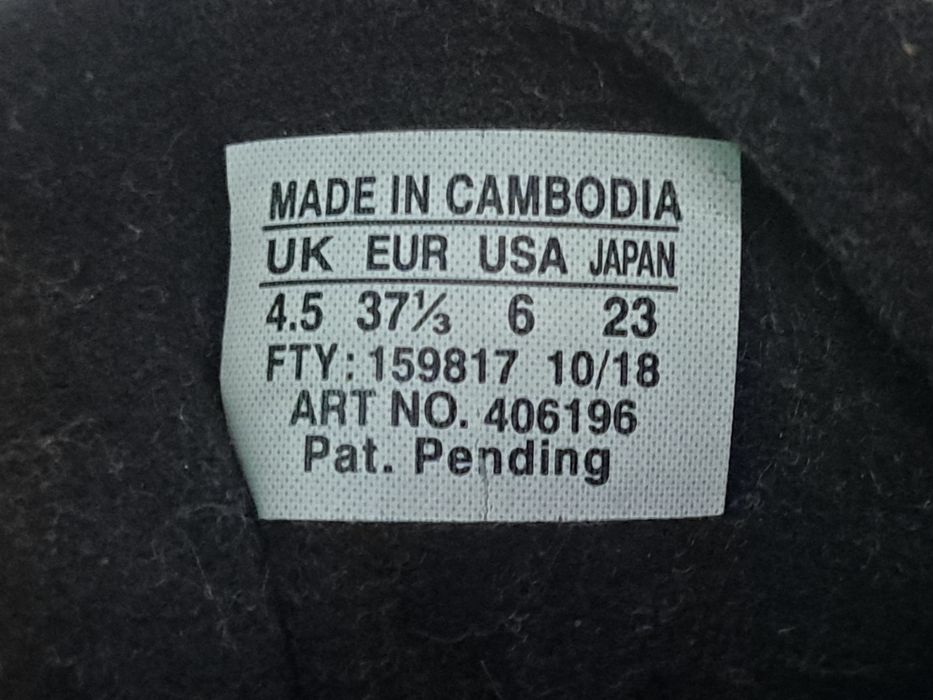 MADE IN CAMBODIA
UK EUR USA JAPAN
4.5 37⅓ 6 23
FTY: 159817 10/18
ART NO. 406196
Pat. Pending